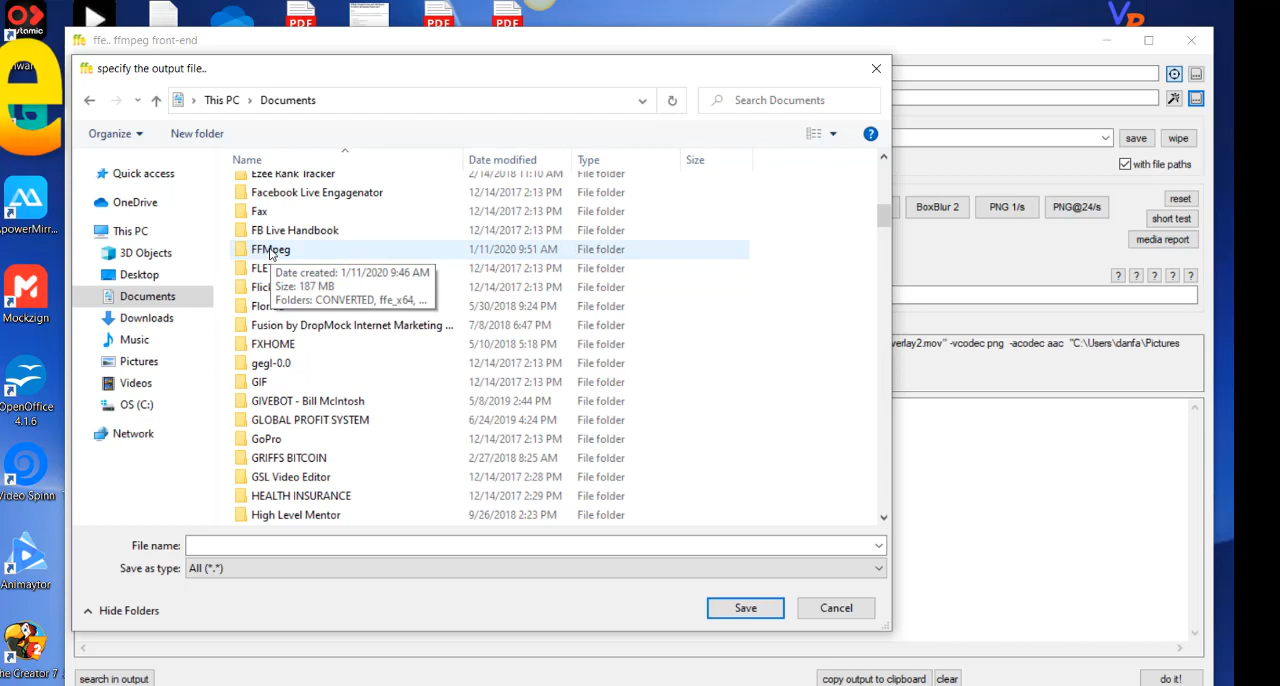 PDF
PDF
PDF
VP
ffe.. ffmpeg front-end
specify the output file..
This PC › Documents
Search Documents
Organize
New folder
save
wipe
with file paths
Name
Date modified
Type
Size
Quick access
OneDrive
This PC
3D Objects
Desktop
Documents
Downloads
Music
Pictures
Videos
OS (C:)
Network
Ezee Rank Tracker 2/14/2018 11:10 AM File folder
Facebook Live Engagenator 12/14/2017 2:13 PM File folder
Fax 12/14/2017 2:13 PM File folder
FB Live Handbook 12/14/2017 2:13 PM File folder
FFMpeg 1/11/2020 9:51 AM File folder
FLE 12/14/2017 2:13 PM File folder
Flick 12/14/2017 2:13 PM File folder
Flori 5/30/2018 9:24 PM File folder
Fusion by DropMock Internet Marketing ... 7/8/2018 6:47 PM File folder
FXHOME 5/10/2018 5:18 PM File folder
gegl-0.0 12/14/2017 2:13 PM File folder
GIF 12/14/2017 2:13 PM File folder
GIVEBOT - Bill McIntosh 5/8/2019 2:44 PM File folder
GLOBAL PROFIT SYSTEM 6/24/2019 4:24 PM File folder
GoPro 12/14/2017 2:13 PM File folder
GRIFFS BITCOIN 2/27/2018 8:25 AM File folder
GSL Video Editor 12/14/2017 2:28 PM File folder
HEALTH INSURANCE 12/14/2017 2:29 PM File folder
High Level Mentor 9/26/2018 2:23 PM File folder
Date created: 1/11/2020 9:46 AM
Size: 187 MB
Folders: CONVERTED, ffe_x64, ...
BoxBlur 2
PNG 1/s
PNG@24/s
reset
short test
media report
? ? ? ? ?
verlay2.mov" -vcodec png -acodec aac "C:\Users\danfa\Pictures
File name:
Save as type: All (*.*)
Hide Folders
Save
Cancel
search in output
copy output to clipboard
clear
do it!
powerMirr...
Mockzign
OpenOffice
4.1.6
Video Spinn
Animaytor
he Creator 7